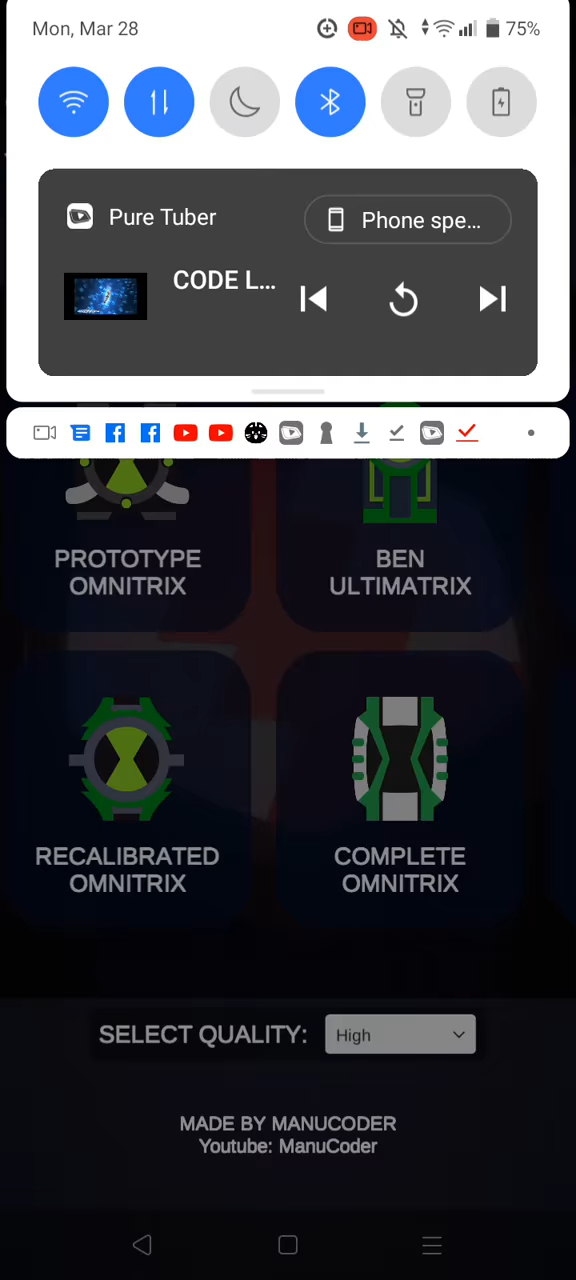 Mon, Mar 28
75%
Pure Tuber
Phone spe...
CODE L...
PROTOTYPE
OMNITRIX
BEN
ULTIMATRIX
RECALIBRATED
OMNITRIX
COMPLETE
OMNITRIX
SELECT QUALITY:
High
MADE BY MANUCODER
Youtube: ManuCoder